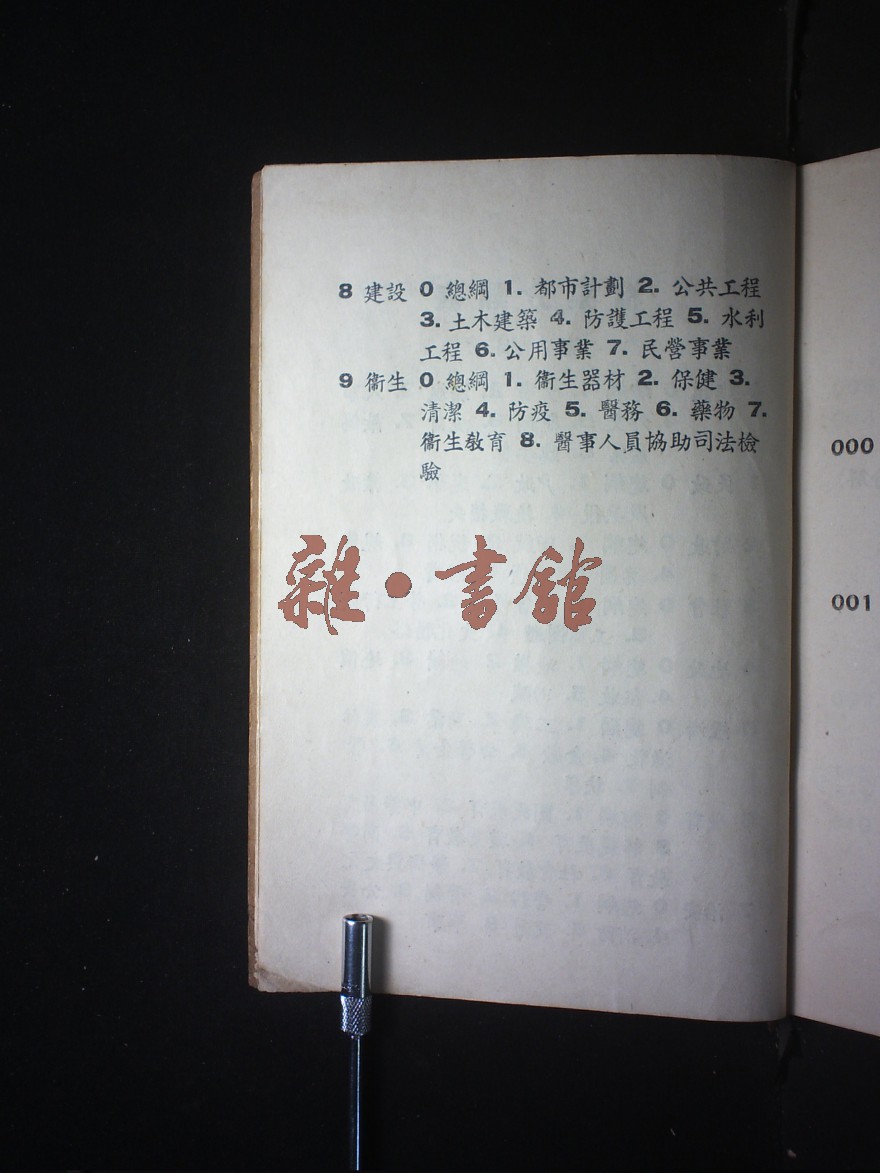 8 建設 0 總綱 1. 都市計劃 2. 公共工程
3. 土木建築 4. 防護工程 5. 水利
工程 6. 公用事業 7. 民營事業
9 衞生 0 總綱 1. 衞生器材 2. 保健 3.
清潔 4. 防疫 5. 醫務 6. 藥物 7.
衞生教育 8. 醫事人員協助司法檢
驗
雜·書館
000
001